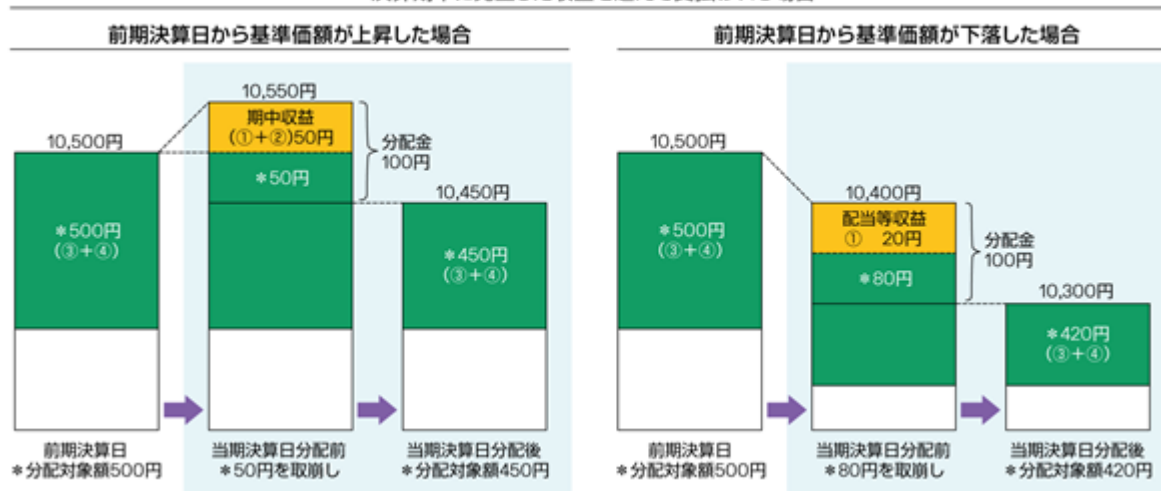 前期決算日から基準価額が上昇した場合
10,550円
期中収益
(①+②)50円
10,500円
分配金
100円
*50円
10,450円
*500円
(③+④)
*450円
(③+④)
前期決算日
*分配対象額500円
当期決算日分配前
*50円を取崩し
当期決算日分配後
*分配対象額450円
前期決算日から基準価額が下落した場合
10,500円
10,400円
配当等収益
① 20円
分配金
100円
*500円
(③+④)
*80円
10,300円
*420円
(③+④)
前期決算日
*分配対象額500円
当期決算日分配前
*80円を取崩し
当期決算日分配後
*分配対象額420円